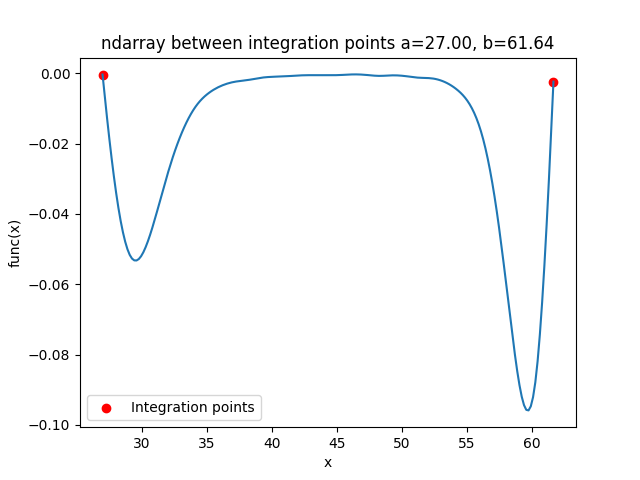 ndarray between integration points a=27.00, b=61.64
0.00
−0.02
−0.04
−0.06
−0.08
−0.10
func(x)
Integration points
30 35 40 45 50 55 60
x